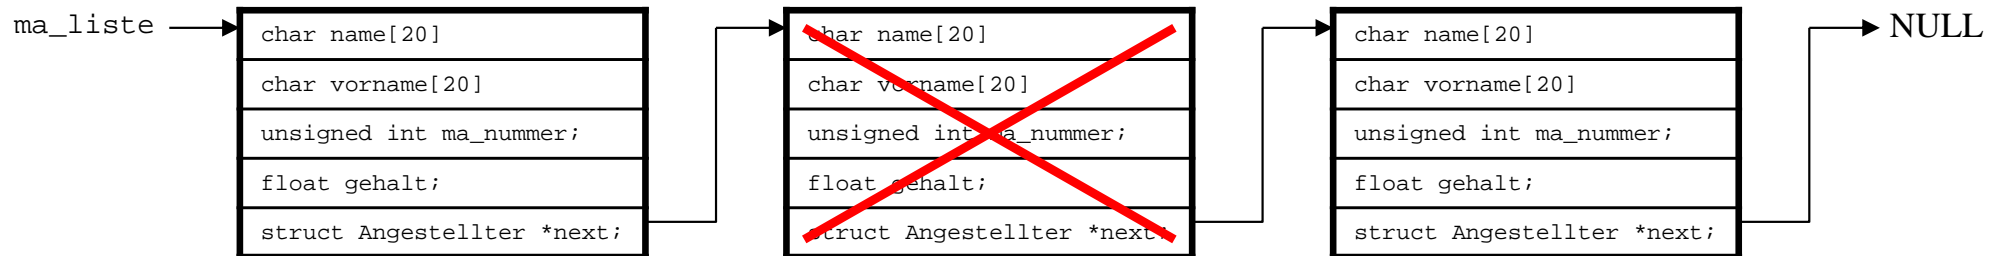 ma_liste
char name[20]
char vorname[20]
unsigned int ma_nummer;
float gehalt;
struct Angestellter *next;
char name[20]
char vorname[20]
unsigned int ma_nummer;
float gehalt;
struct Angestellter *next;
char name[20]
char vorname[20]
unsigned int ma_nummer;
float gehalt;
struct Angestellter *next;
NULL